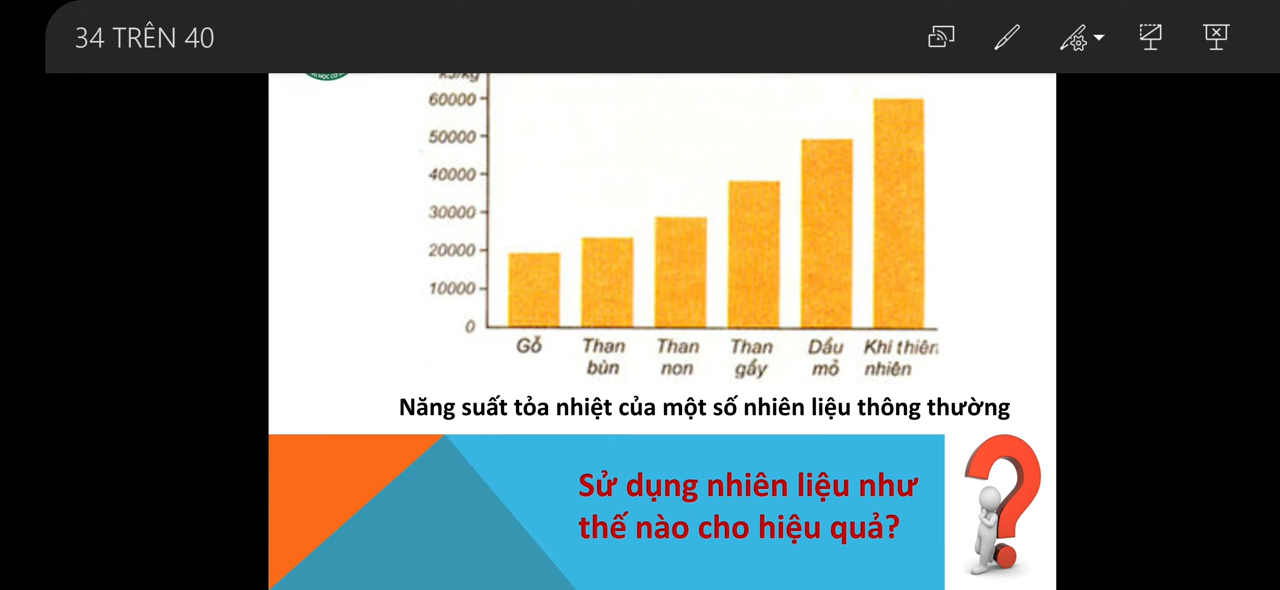 34 TRÊN 40
kJ/kg
60000
50000
40000
30000
20000
10000
0
Gỗ
Than bùn
Than non
Than gầy
Dầu mỏ
Khí thiên nhiên
Năng suất tỏa nhiệt của một số nhiên liệu thông thường
Sử dụng nhiên liệu như
thế nào cho hiệu quả?